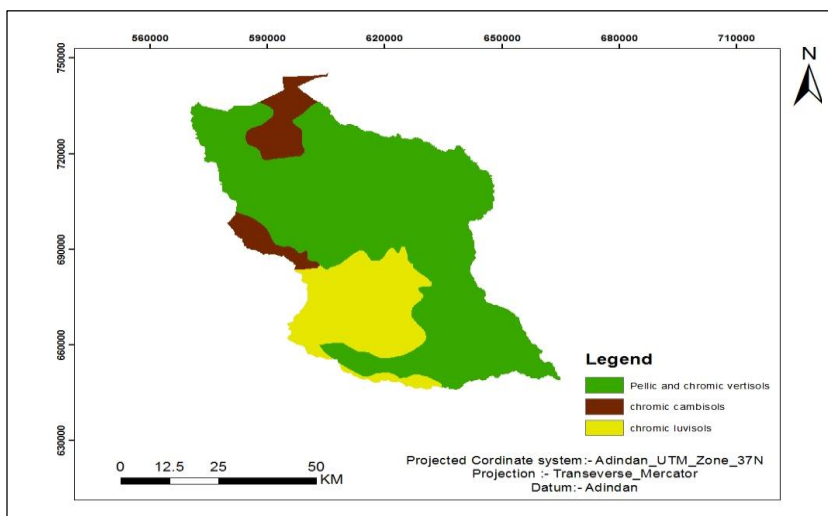 560000 590000 620000 650000 680000 710000
N
750000
720000
690000
660000
630000
Legend
Pellic and chromic vertisols
chromic cambisols
chromic luvisols
0 12.5 25 50
KM
Projected Cordinate system:- Adindan_UTM_Zone_37N
Projection :- Transeverse_Mercator
Datum:- Adindan